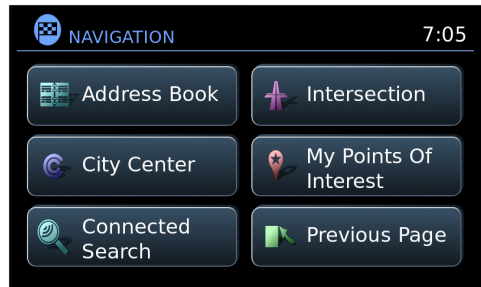 NAVIGATION
7:05
Address Book
Intersection
City Center
My Points Of
Interest
Connected
Search
Previous Page